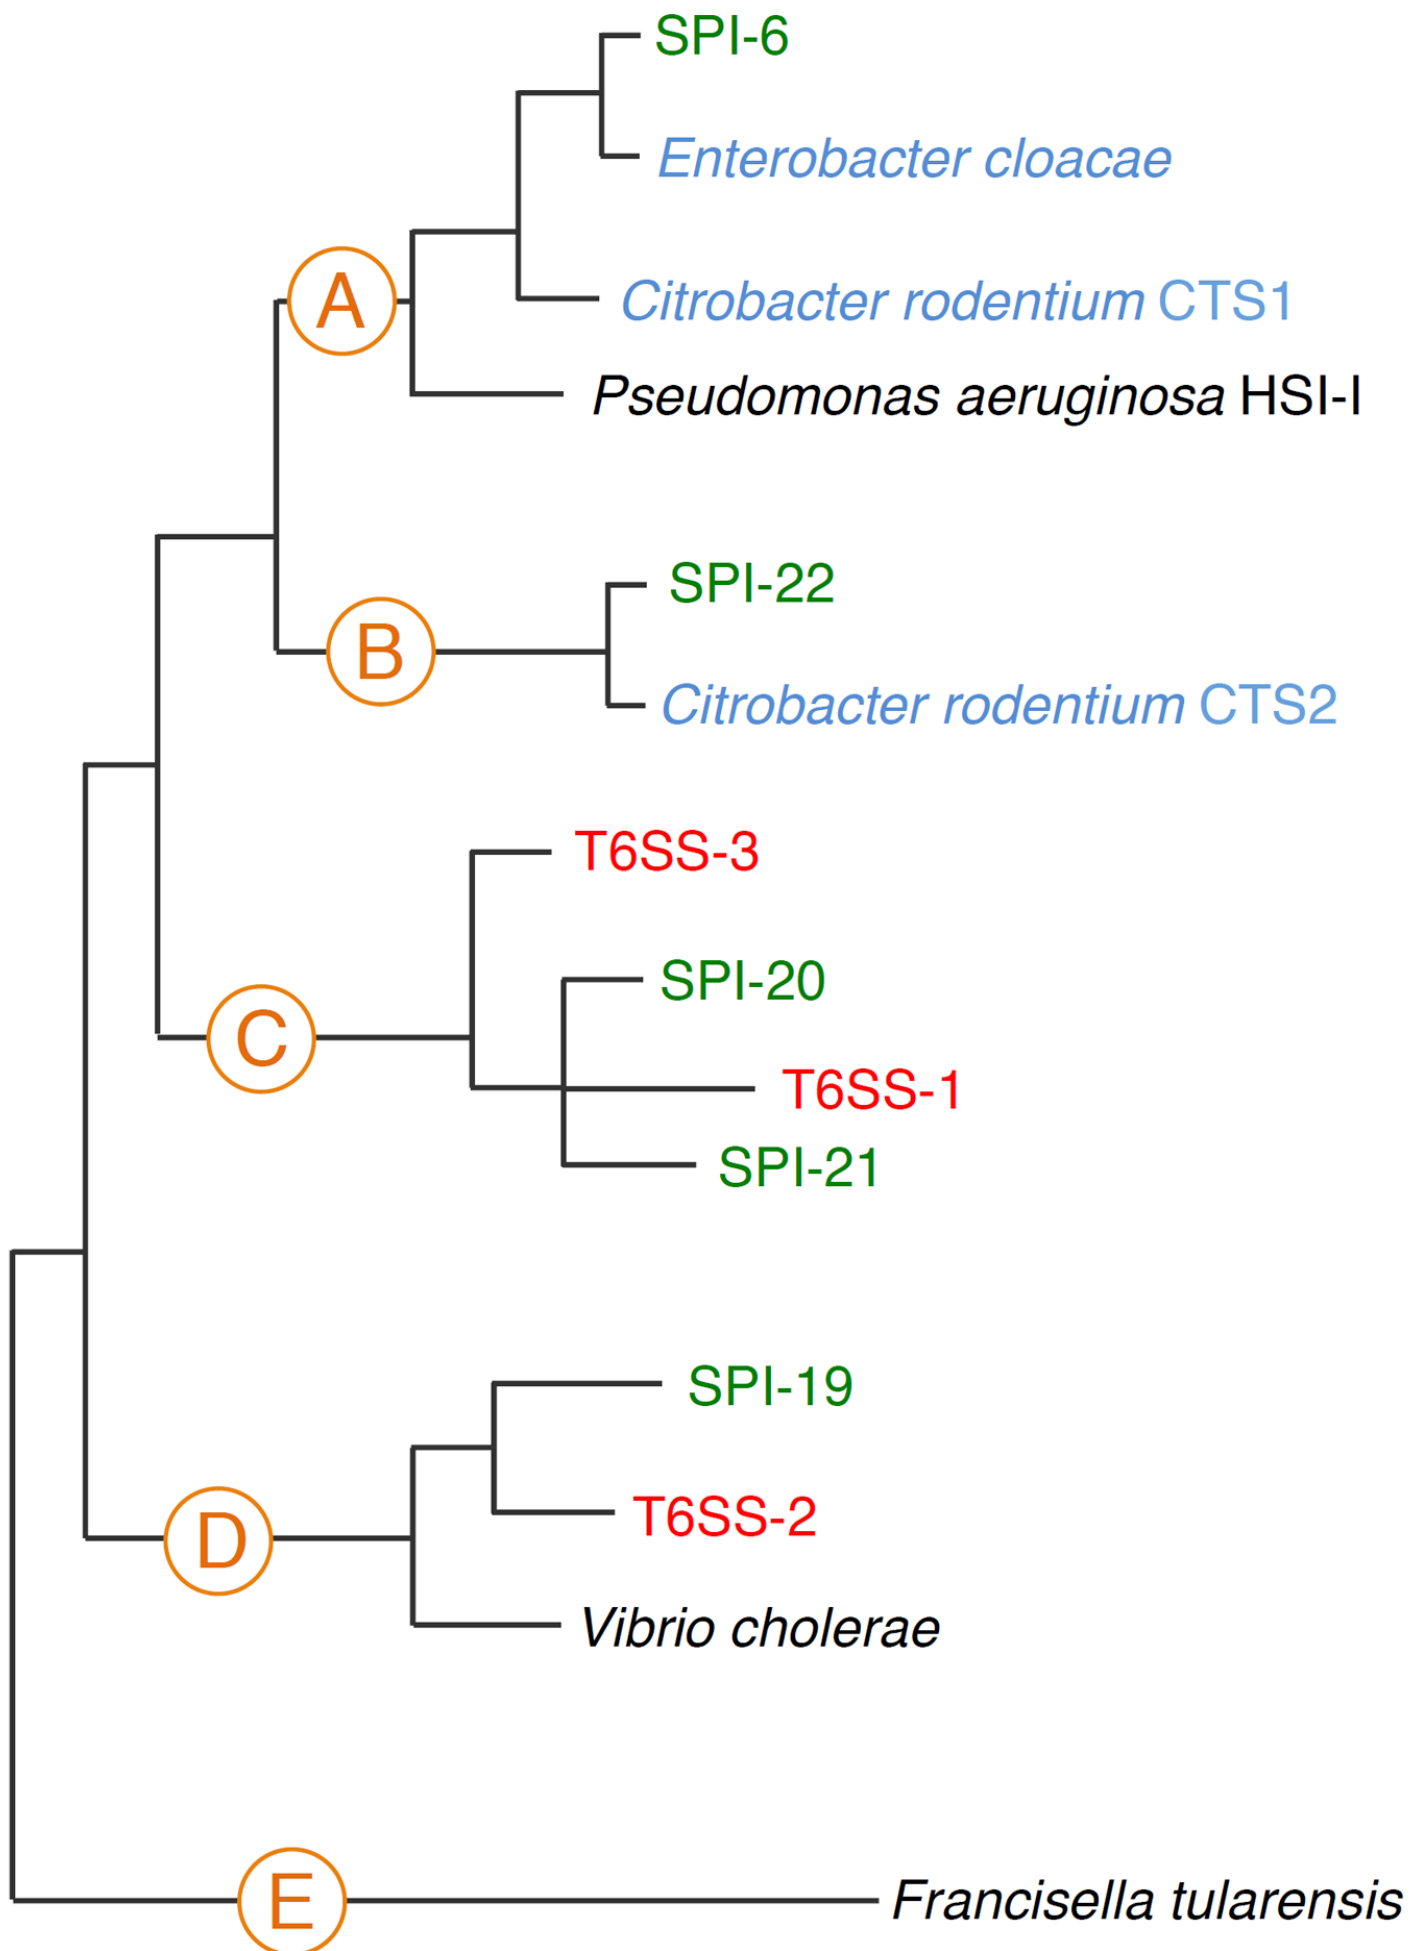 SPI-6
Enterobacter cloacae
A
Citrobacter rodentium CTS1
Pseudomonas aeruginosa HSI-I
SPI-22
B
Citrobacter rodentium CTS2
T6SS-3
SPI-20
C
T6SS-1
SPI-21
SPI-19
T6SS-2
D
Vibrio cholerae
E
Francisella tularensis